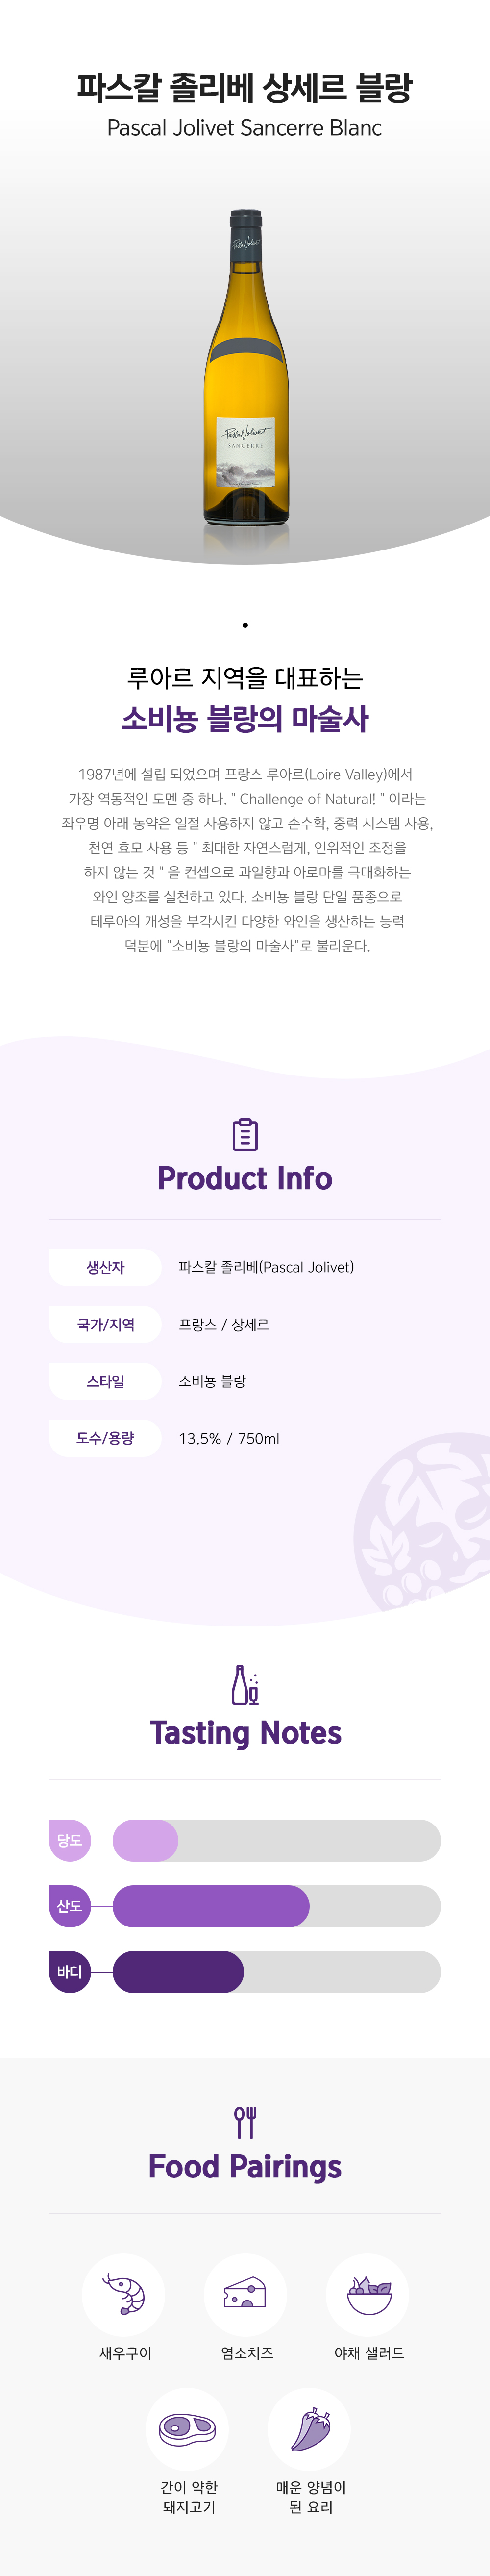 파스칼 졸리베 상세르 블랑
Pascal Jolivet Sancerre Blanc
Pascal Jolivet
Pascal Jolivet
SANCERRE
루아르 지역을 대표하는
소비뇽 블랑의 마술사
1987년에 설립 되었으며 프랑스 루아르(Loire Valley)에서
가장 역동적인 도멘 중 하나. " Challenge of Natural! " 이라는
좌우명 아래 농약은 일절 사용하지 않고 손수확, 중력 시스템 사용,
천연 효모 사용 등 " 최대한 자연스럽게, 인위적인 조정을
하지 않는 것 " 을 컨셉으로 과일향과 아로마를 극대화하는
와인 양조를 실천하고 있다. 소비뇽 블랑 단일 품종으로
테루아의 개성을 부각시킨 다양한 와인을 생산하는 능력
덕분에 "소비뇽 블랑의 마술사"로 불리운다.
Product Info
생산자 파스칼 졸리베(Pascal Jolivet)
국가/지역 프랑스 / 상세르
스타일 소비뇽 블랑
도수/용량 13.5% / 750ml
Tasting Notes
당도
산도
바디
Food Pairings
새우구이 염소치즈 야채 샐러드
간이 약한 매운 양념이
돼지고기 된 요리